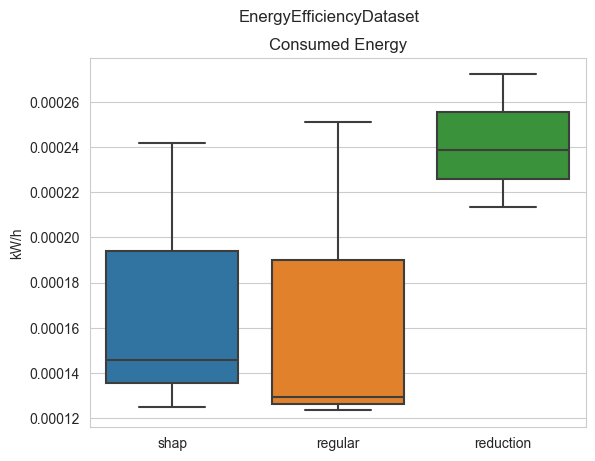 EnergyEfficiencyDataset
Consumed Energy
kW/h
0.00026
0.00024
0.00022
0.00020
0.00018
0.00016
0.00014
0.00012
shap regular reduction